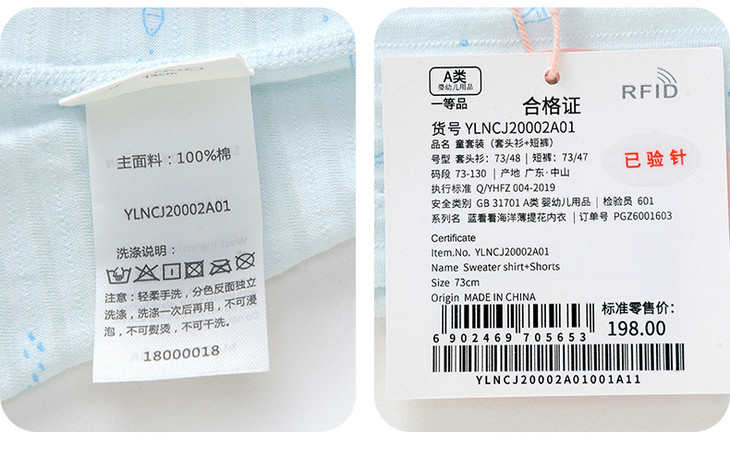 73cm
主面料：100%棉
YLNCJ20002A01
洗涤说明：
注意：轻柔手洗，分色反面独立
洗涤，洗涤一次后再用，不可浸
泡，不可熨烫，不可干洗。
18000018
A类
婴幼儿用品
一等品
合格证
RFID
货号 YLNCJ20002A01
品名 童套装（套头衫+短裤）
号型 套头衫：73/48｜短裤：73/47
码段 73-130｜产地 广东·中山
已验针
执行标准 Q/YHFZ 004-2019
安全类别 GB 31701 A类 婴幼儿用品｜检验员 601
系列名 蓝看看海洋薄提花内衣｜订单号 PGZ6001603
Certificate
Item.No. YLNCJ20002A01
Name Sweater shirt+Shorts
Size 73cm
Origin MADE IN CHINA
标准零售价：
198.00
6 902469 705653
YLNCJ20002A01001A11